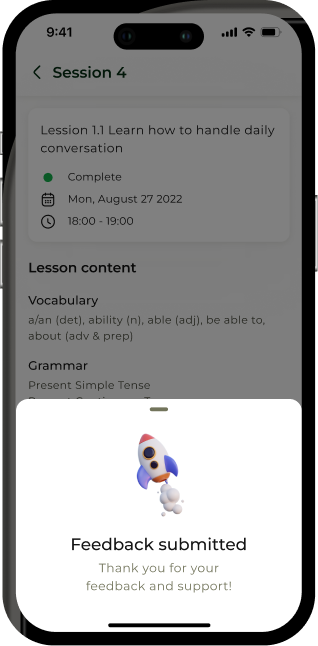 9:41
Session 4
Lession 1.1 Learn how to handle daily
conversation
Complete
Mon, August 27 2022
18:00 - 19:00
Lesson content
Vocabulary
a/an (det), ability (n), able (adj), be able to,
about (adv & prep)
Grammar
Present Simple Tense
Feedback submitted
Thank you for your
feedback and support!